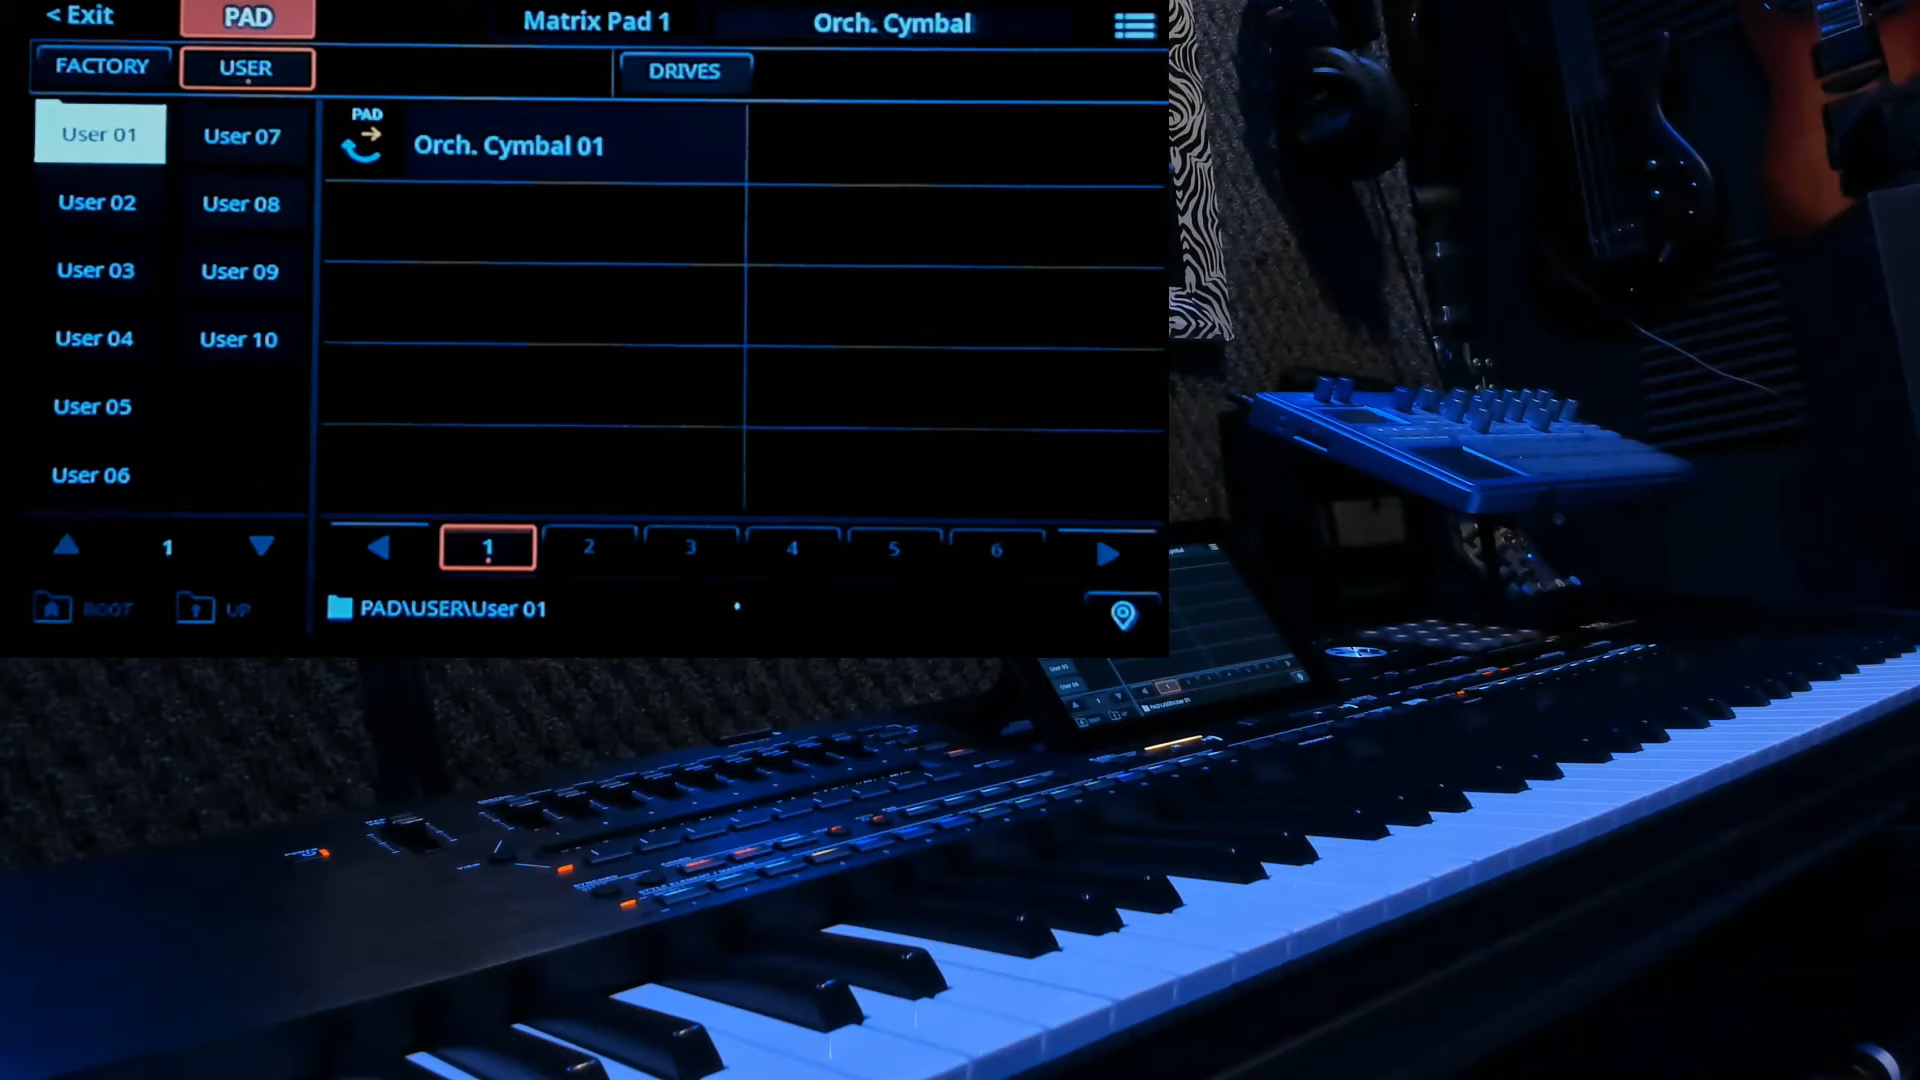 < Exit
PAD
Matrix Pad 1
Orch. Cymbal
FACTORY
USER
DRIVES
User 01
User 07
User 02
User 08
User 03
User 09
User 04
User 10
User 05
User 06
PAD
Orch. Cymbal 01
1
1
2
3
4
5
6
ROOT
UP
PAD\USER\User 01